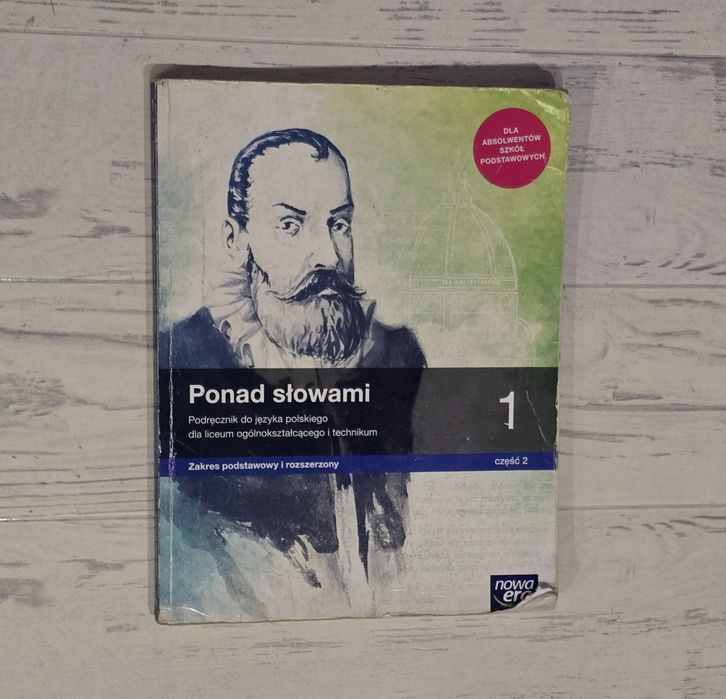 DLA
ABSOLWENTÓW
SZKÓŁ
PODSTAWOWYCH
Ponad słowami
1
Podręcznik do języka polskiego
dla liceum ogólnokształcącego i technikum
Zakres podstawowy i rozszerzony
część 2
nowa
era